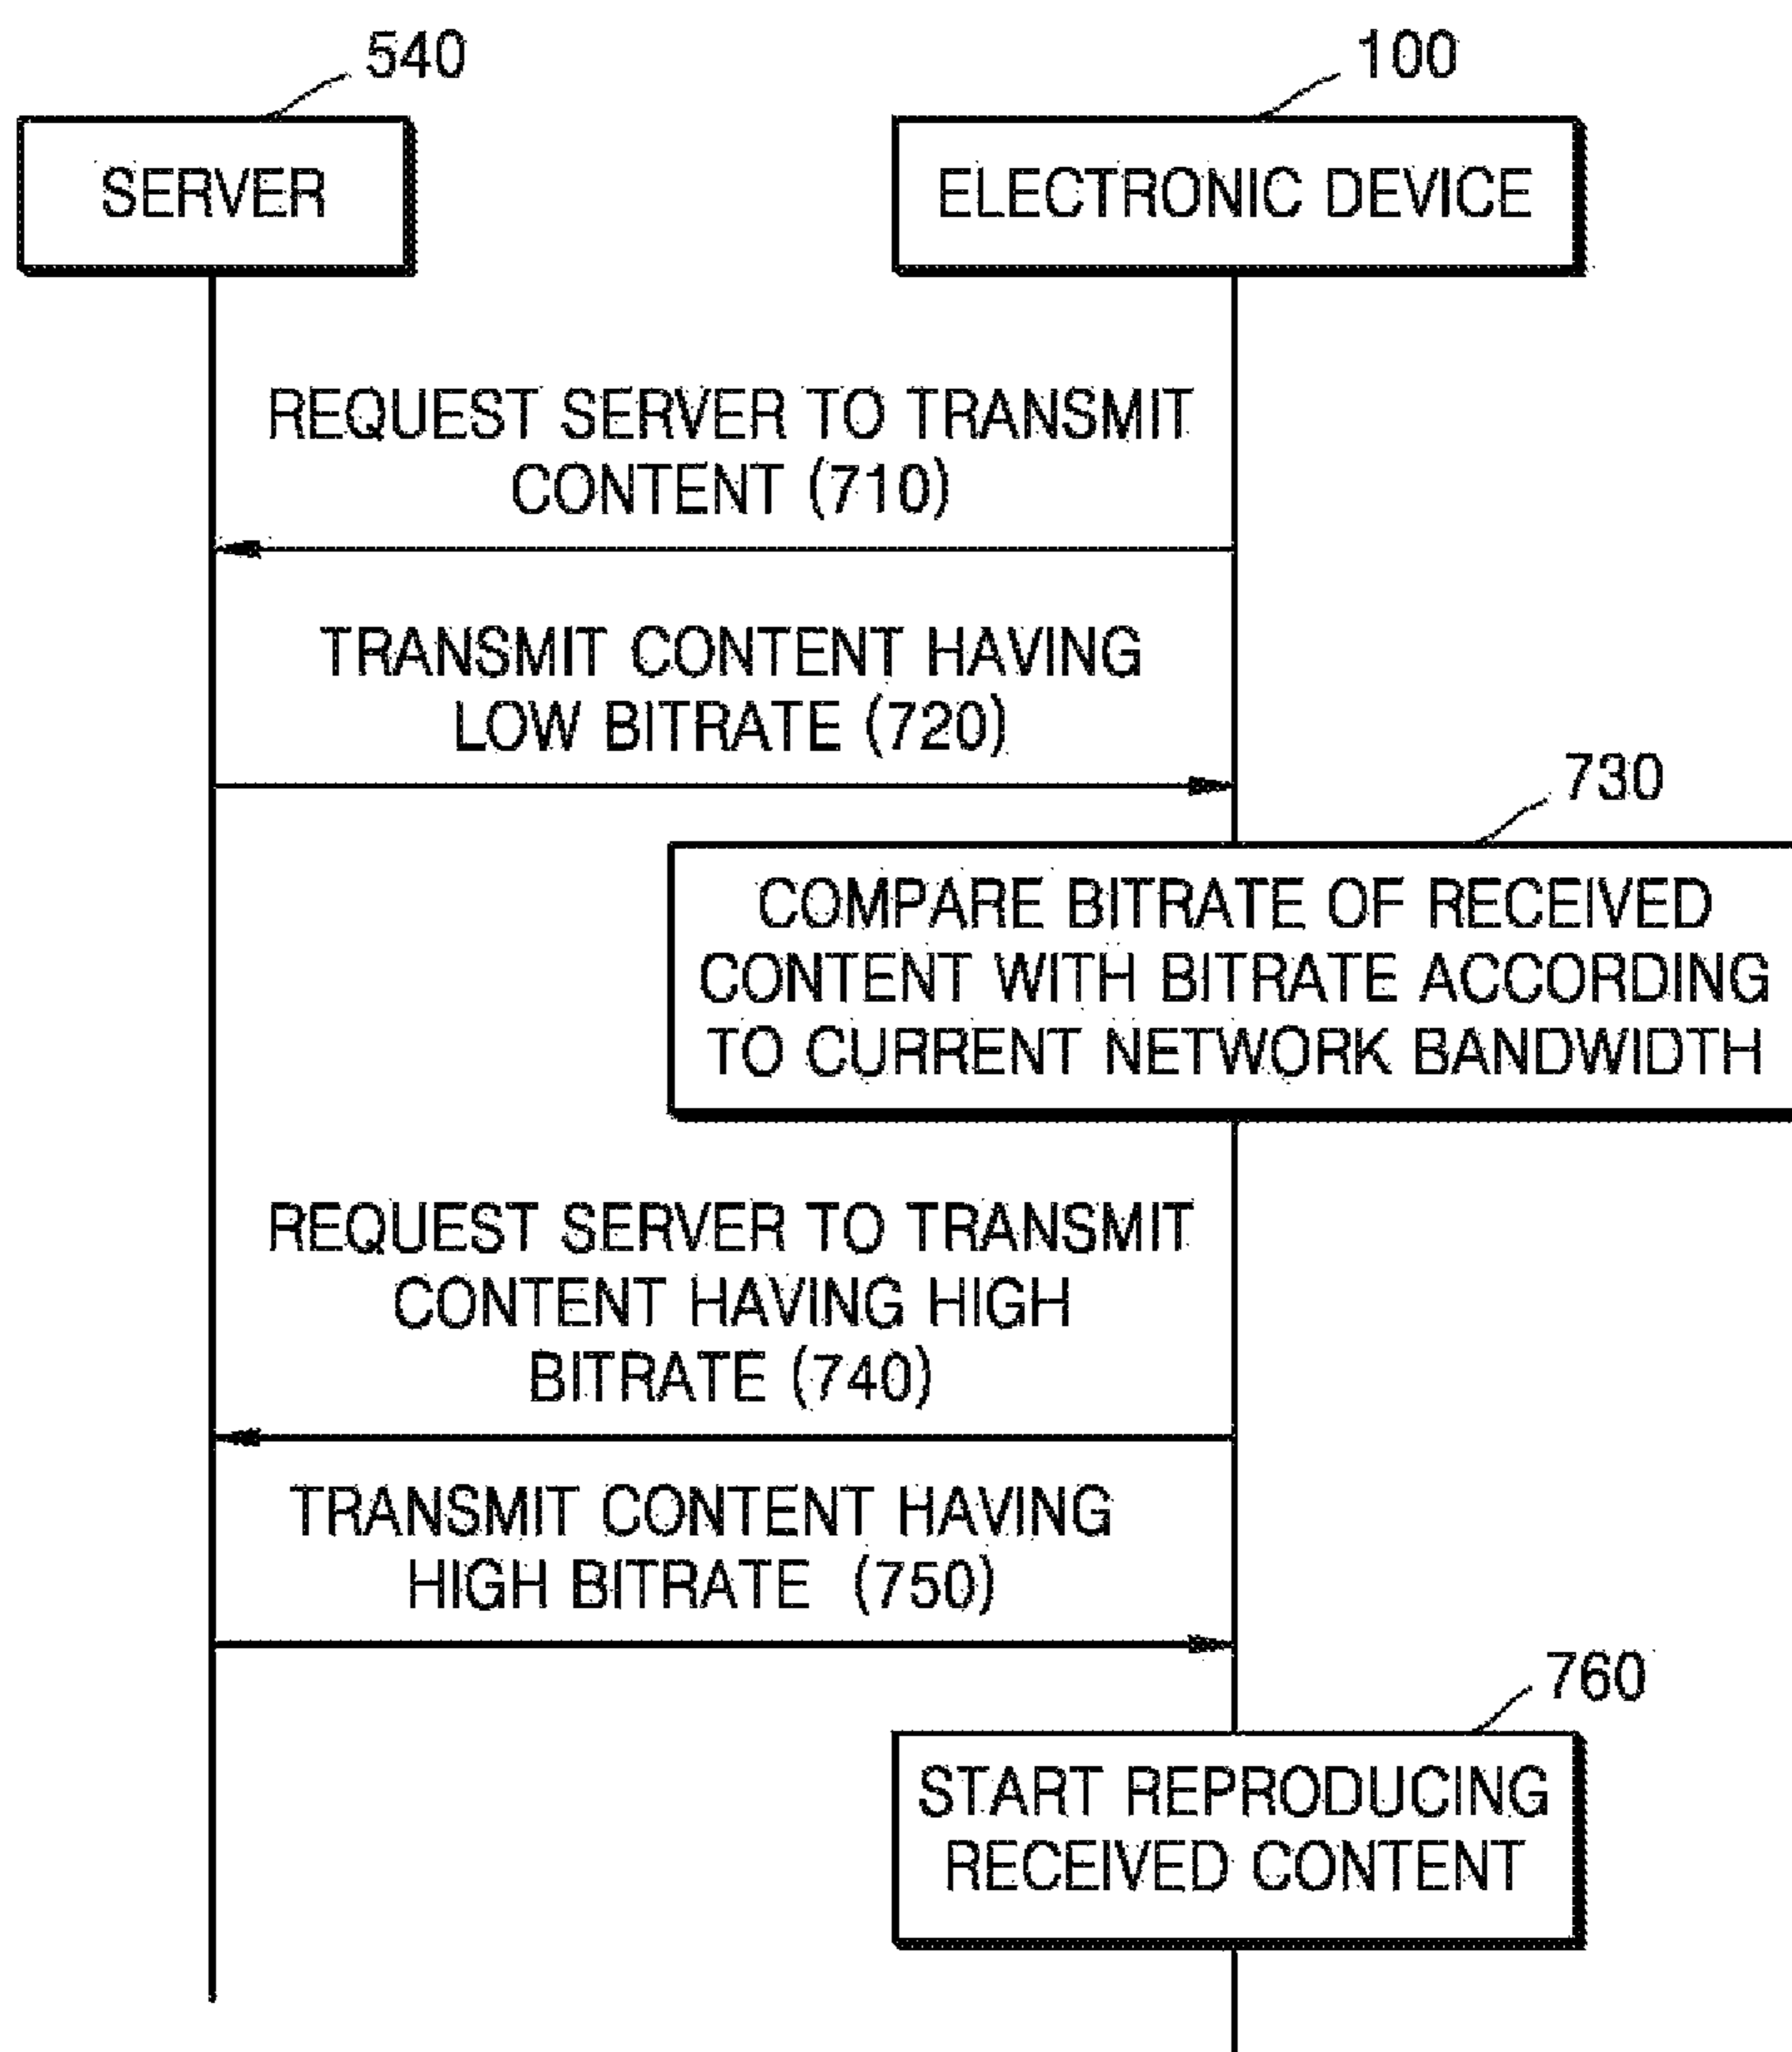 540
100
SERVER
ELECTRONIC DEVICE
REQUEST SERVER TO TRANSMIT
CONTENT (710)
TRANSMIT CONTENT HAVING
LOW BITRATE (720)
730
COMPARE BITRATE OF RECEIVED
CONTENT WITH BITRATE ACCORDING
TO CURRENT NETWORK BANDWIDTH
REQUEST SERVER TO TRANSMIT
CONTENT HAVING HIGH
BITRATE (740)
TRANSMIT CONTENT HAVING
HIGH BITRATE (750)
760
START REPRODUCING
RECEIVED CONTENT